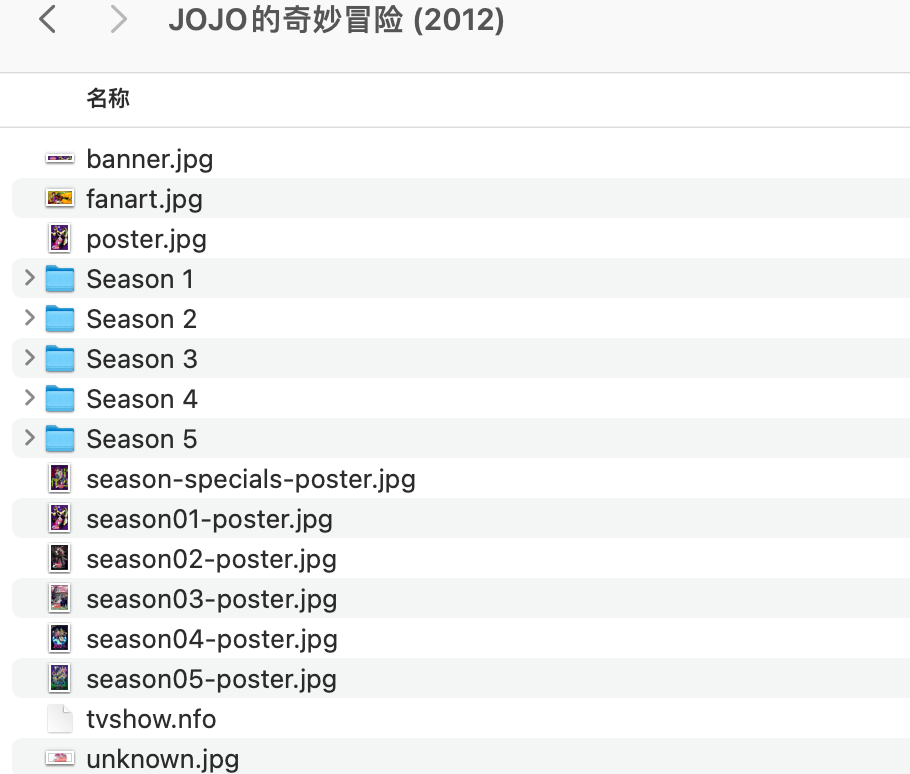 JOJO的奇妙冒险 (2012)
名称
banner.jpg
fanart.jpg
poster.jpg
Season 1
Season 2
Season 3
Season 4
Season 5
season-specials-poster.jpg
season01-poster.jpg
season02-poster.jpg
season03-poster.jpg
season04-poster.jpg
season05-poster.jpg
tvshow.nfo
unknown.jpg